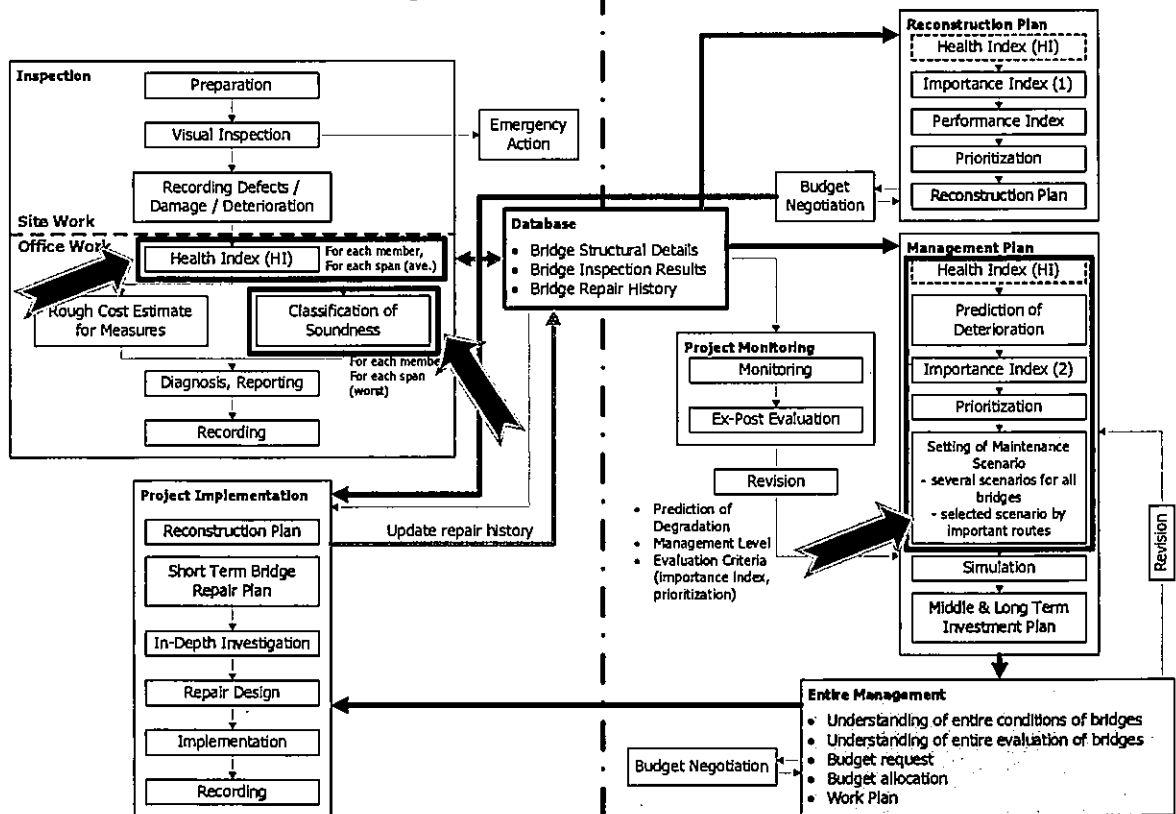 Inspection
Preparation
Visual Inspection
Emergency
Action
Recording Defects /
Damage / Deterioration
Site Work
Office Work
Health Index (HI)
For each member,
For each span (ave.)
Rough Cost Estimate
for Measures
Classification of
Soundness
For each membe
For each span
(worst)
Diagnosis, Reporting
Recording
Project Implementation
Reconstruction Plan
Short Term Bridge
Repair Plan
In-Depth Investigation
Repair Design
Implementation
Recording
Update repair history
Database
• Bridge Structural Details
• Bridge Inspection Results
• Bridge Repair History
Reconstruction Plan
Health Index (HI)
Importance Index (1)
Performance Index
Prioritization
Reconstruction Plan
Budget
Negotiation
Management Plan
Health Index (HI)
Prediction of
Deterioration
Importance Index (2)
Prioritization
Setting of Maintenance
Scenario
- several scenarios for all
bridges
- selected scenario by
important routes
Simulation
Middle & Long Term
Investment Plan
Project Monitoring
Monitoring
Ex-Post Evaluation
Revision
• Prediction of
Degradation
• Management Level
• Evaluation Criteria
(importance Index,
prioritization)
Revision
Entire Management
• Understanding of entire conditions of bridges
• Understanding of entire evaluation of bridges
• Budget request
• Budget allocation
• Work Plan
Budget Negotiation